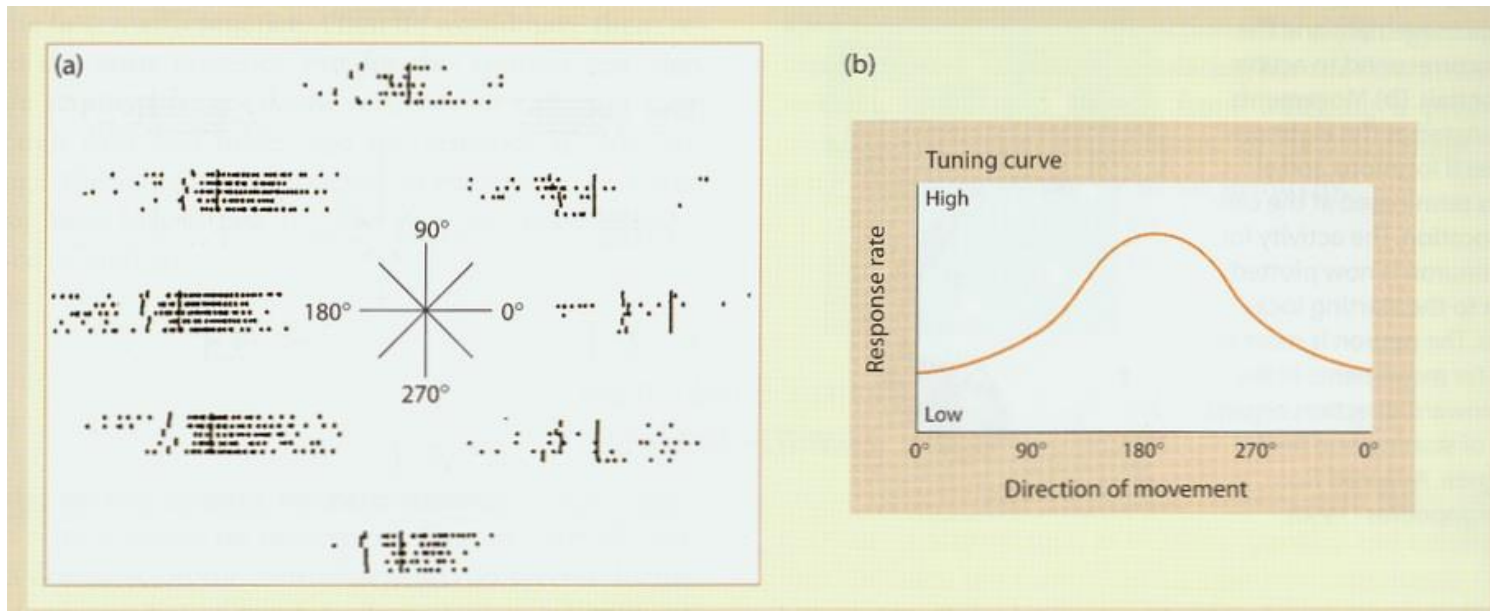 (a)
90°
180°
0°
270°
(b)
Tuning curve
High
Response rate
Low
0° 90° 180° 270° 0°
Direction of movement